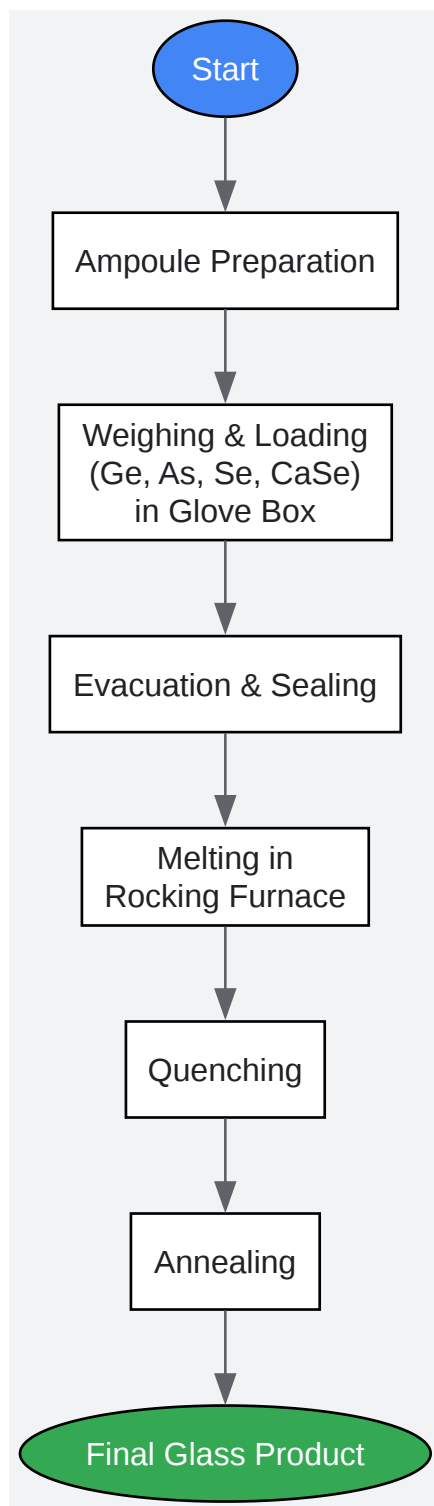 Start
Ampoule Preparation
Weighing & Loading
(Ge, As, Se, CaSe)
in Glove Box
Evacuation & Sealing
Melting in
Rocking Furnace
Quenching
Annealing
Final Glass Product